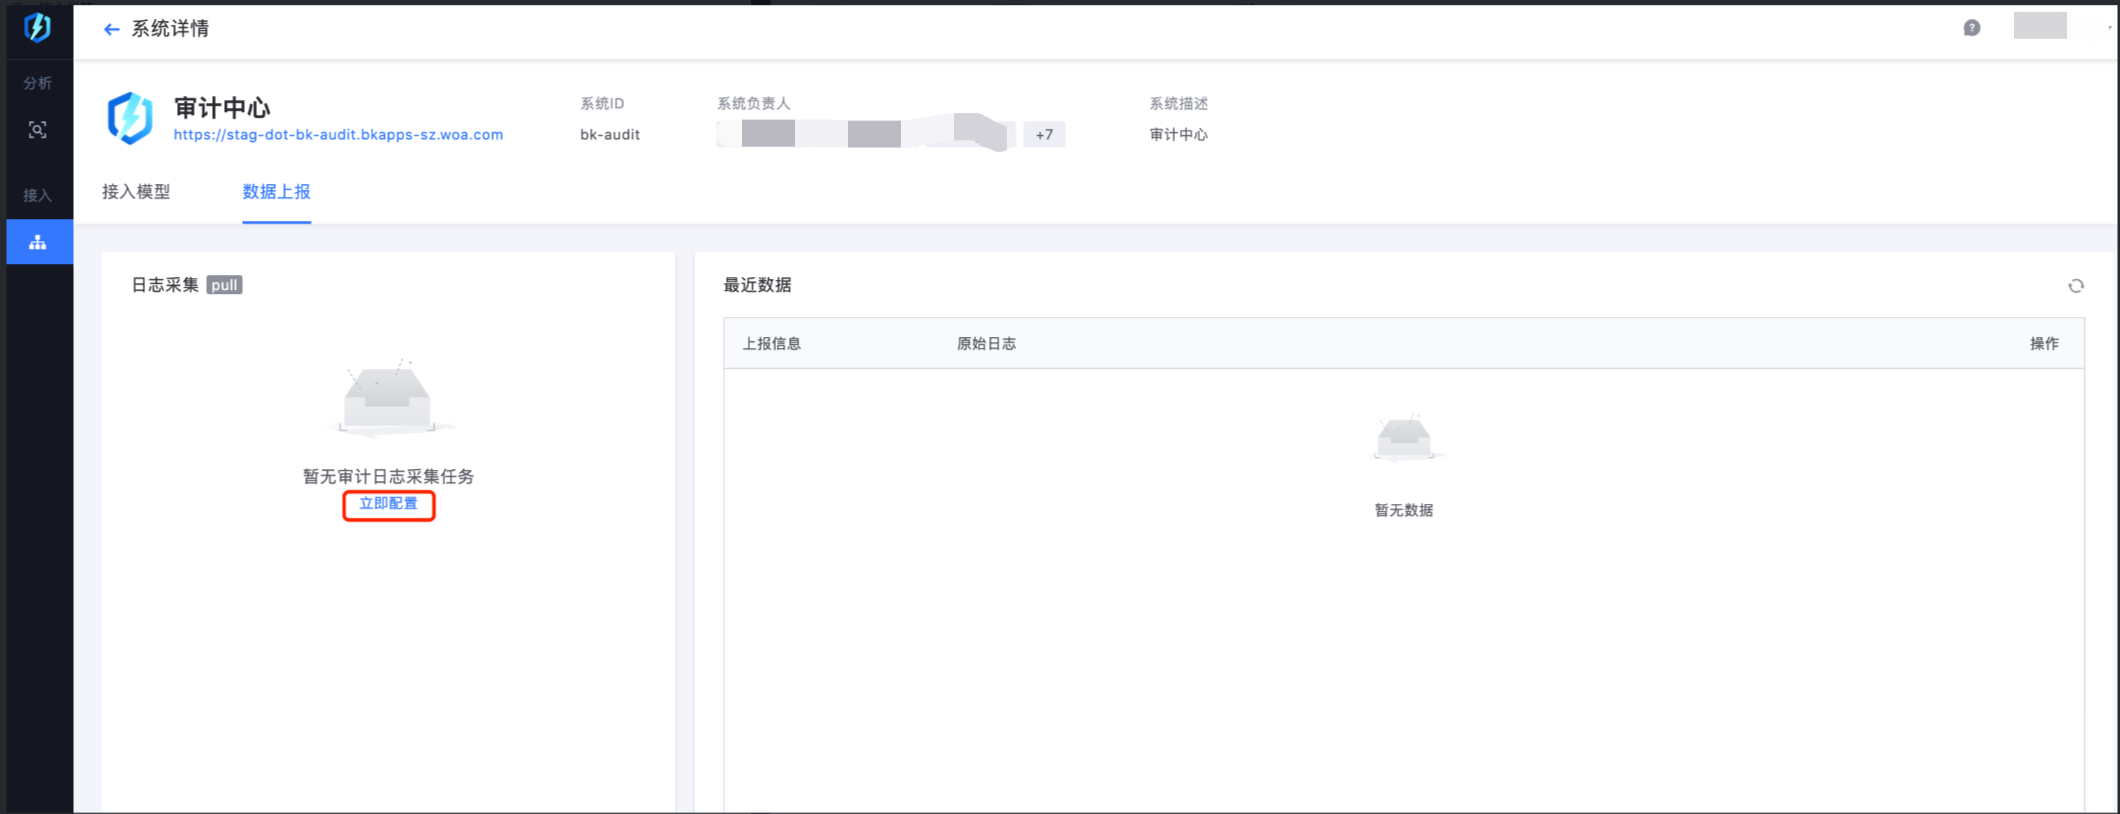 系统详情
分析
接入
审计中心
https://stag-dot-bk-audit.bkapps-sz.woa.com
系统ID
bk-audit
系统负责人
+7
系统描述
审计中心
接入模型
数据上报
日志采集 pull
暂无审计日志采集任务
立即配置
最近数据
上报信息
原始日志
操作
暂无数据